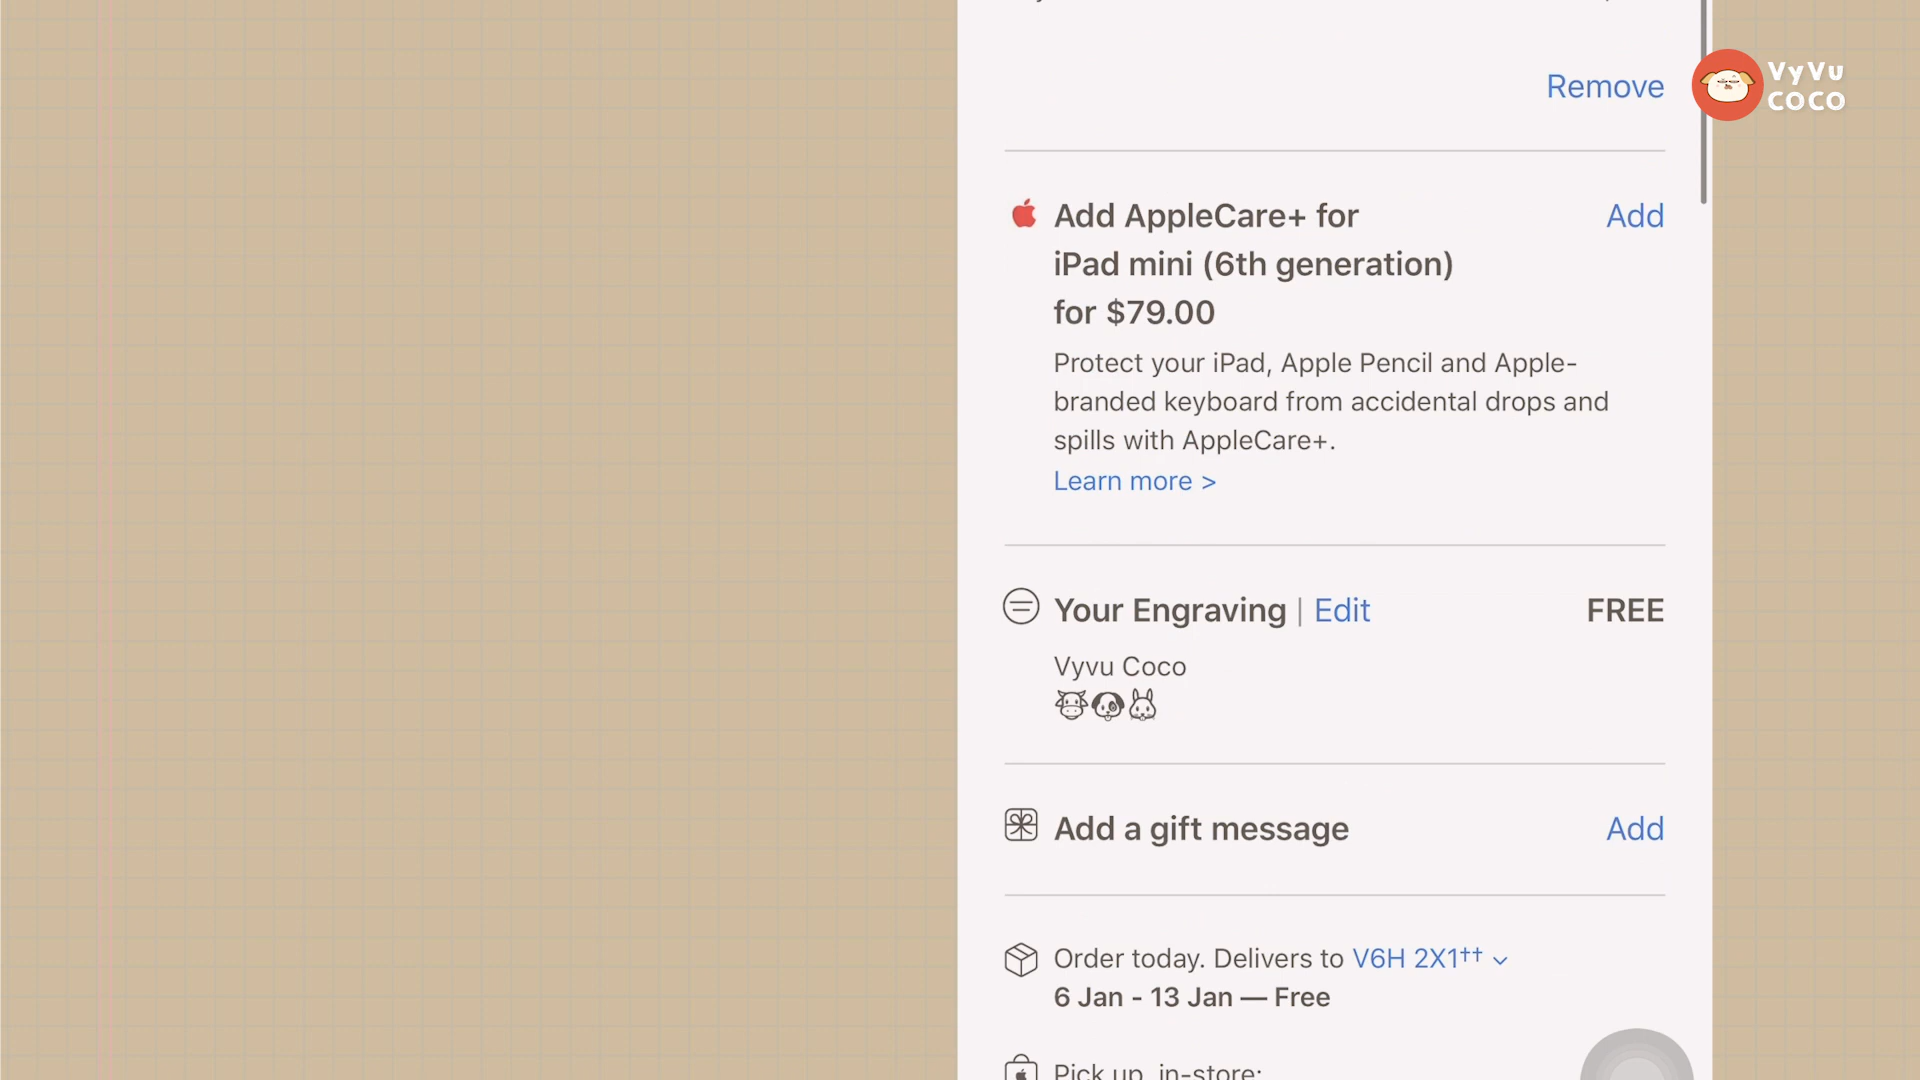 Remove
VyVu
COCO
Add AppleCare+ for
Add
iPad mini (6th generation)
for $79.00
Protect your iPad, Apple Pencil and Apple-
branded keyboard from accidental drops and
spills with AppleCare+.
Learn more >
Your Engraving | Edit
FREE
Vyvu Coco
🐮🐶🐰
Add a gift message
Add
Order today. Delivers to V6H 2X1††
6 Jan - 13 Jan — Free
Pick up, in-store: